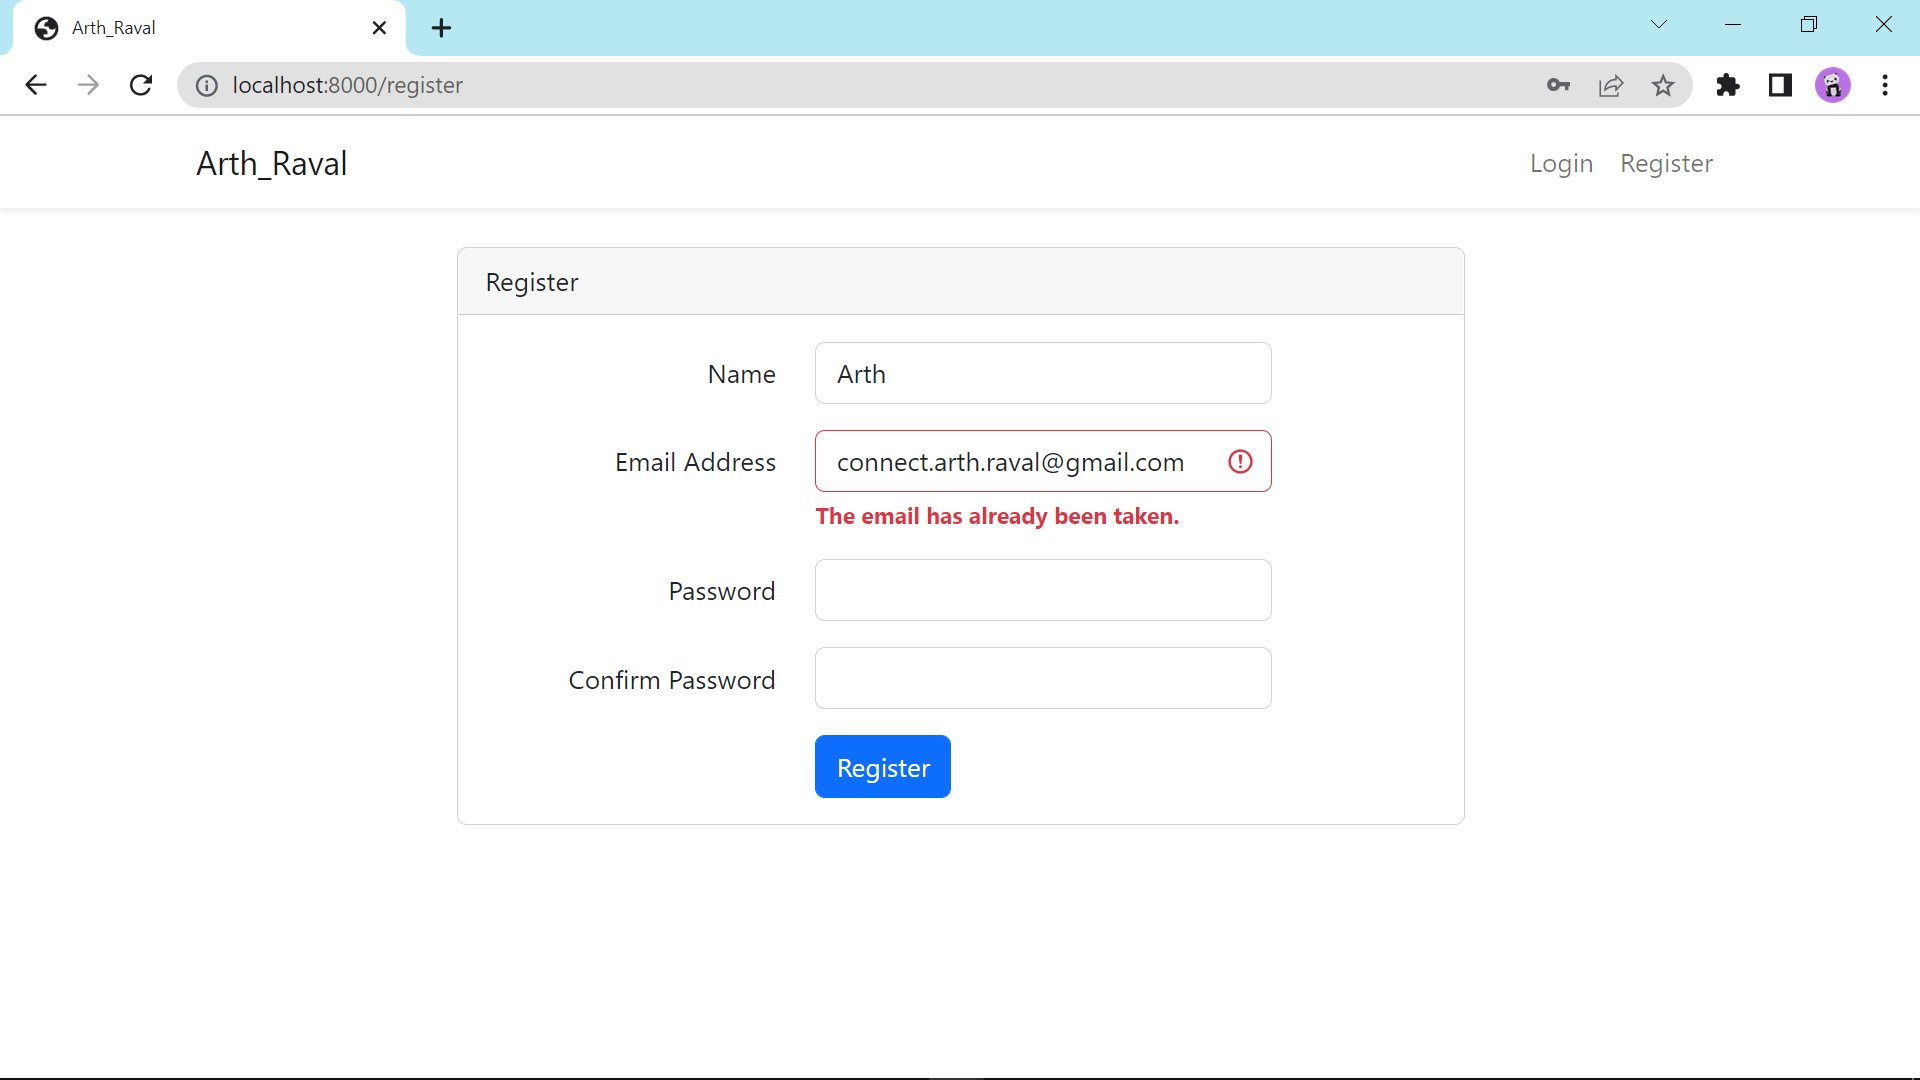 Arth_Raval
localhost:8000/register
Arth_Raval
Login Register
Register
Name Arth
Email Address connect.arth.raval@gmail.com
The email has already been taken.
Password
Confirm Password
Register